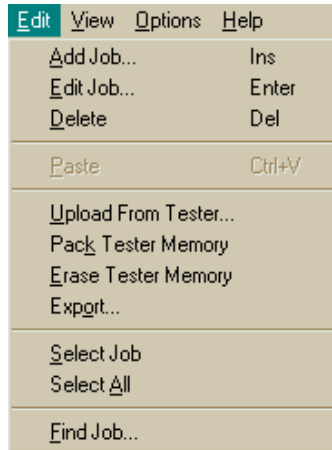 Edit View Options Help
Add Job... Ins
Edit Job... Enter
Delete Del
Paste Ctrl+V
Upload From Tester...
Pack Tester Memory
Erase Tester Memory
Export...
Select Job
Select All
Find Job...